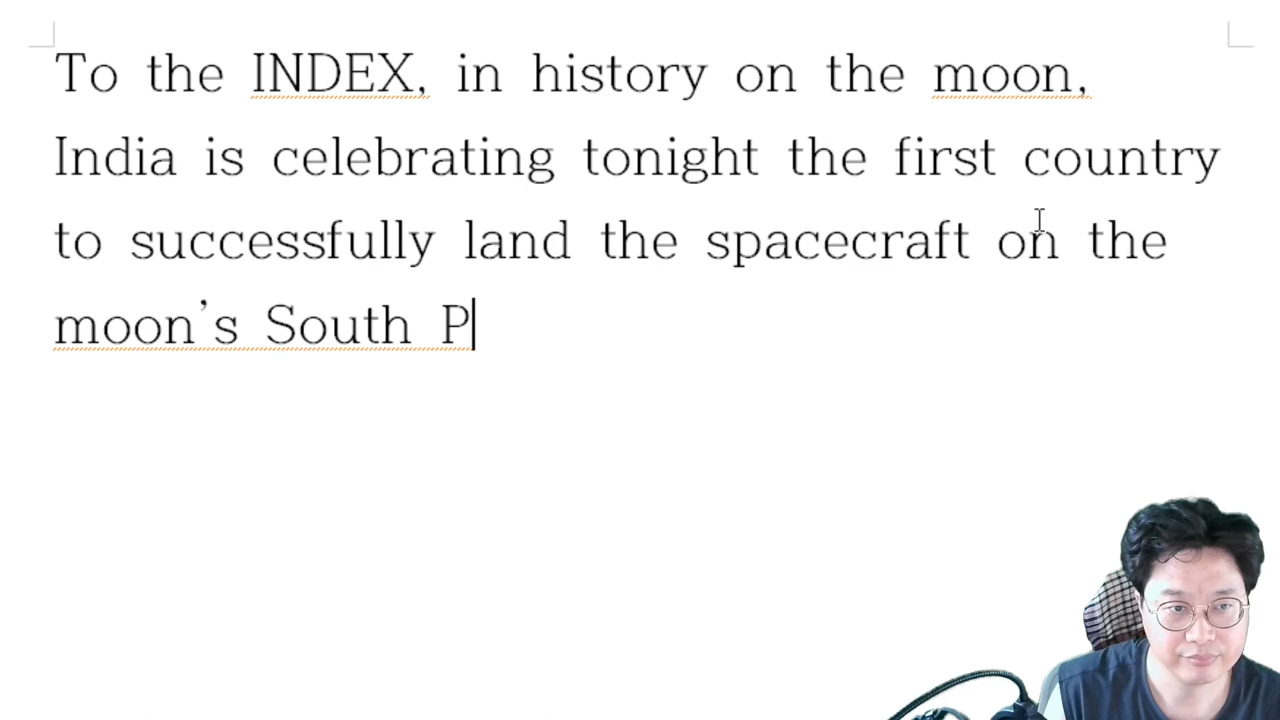 To the INDEX, in history on the moon,
India is celebrating tonight the first country
to successfully land the spacecraft on the
moon’s South P